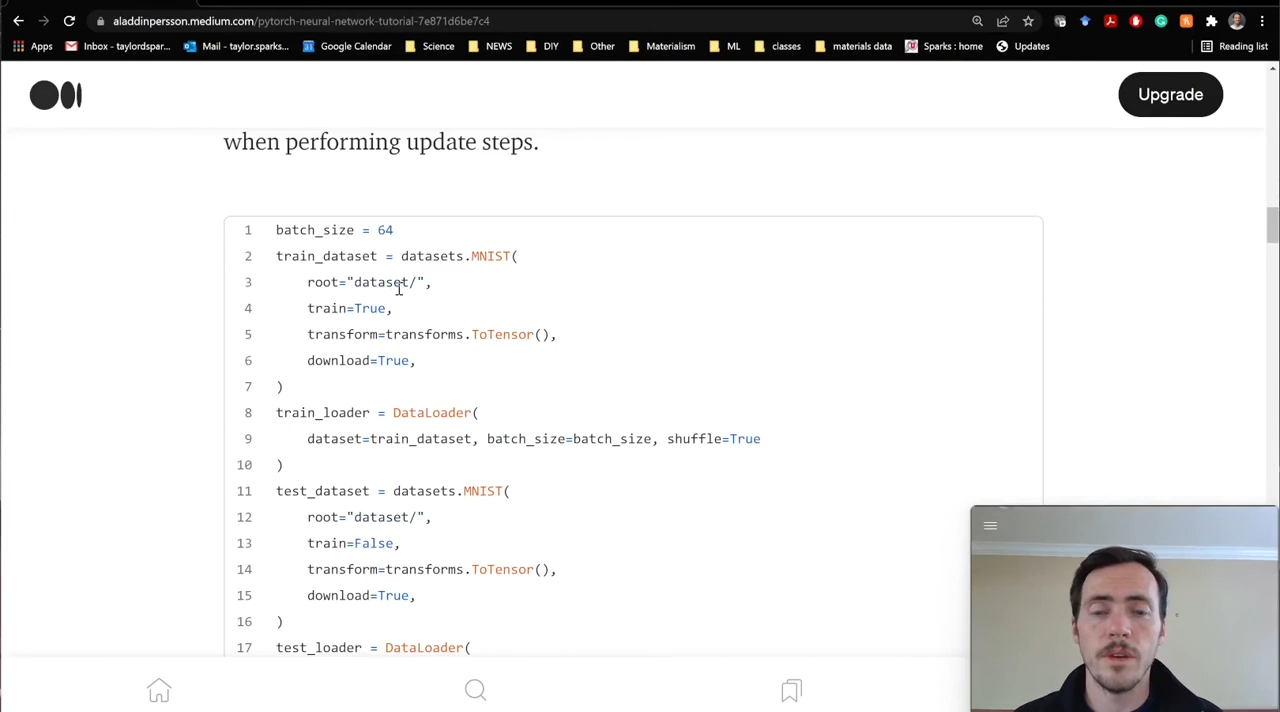 aladdinpersson.medium.com/pytorch-neural-network-tutorial-7e871d6be7c4
Apps Inbox - taylordspar... Mail - taylor.sparks... Google Calendar Science NEWS DIY Other Materialism ML classes materials data Sparks : home Updates Reading list
Upgrade
when performing update steps.
1 batch_size = 64
2 train_dataset = datasets.MNIST(
3 root="dataset/",
4 train=True,
5 transform=transforms.ToTensor(),
6 download=True,
7 )
8 train_loader = DataLoader(
9 dataset=train_dataset, batch_size=batch_size, shuffle=True
10 )
11 test_dataset = datasets.MNIST(
12 root="dataset/",
13 train=False,
14 transform=transforms.ToTensor(),
15 download=True,
16 )
17 test_loader = DataLoader(